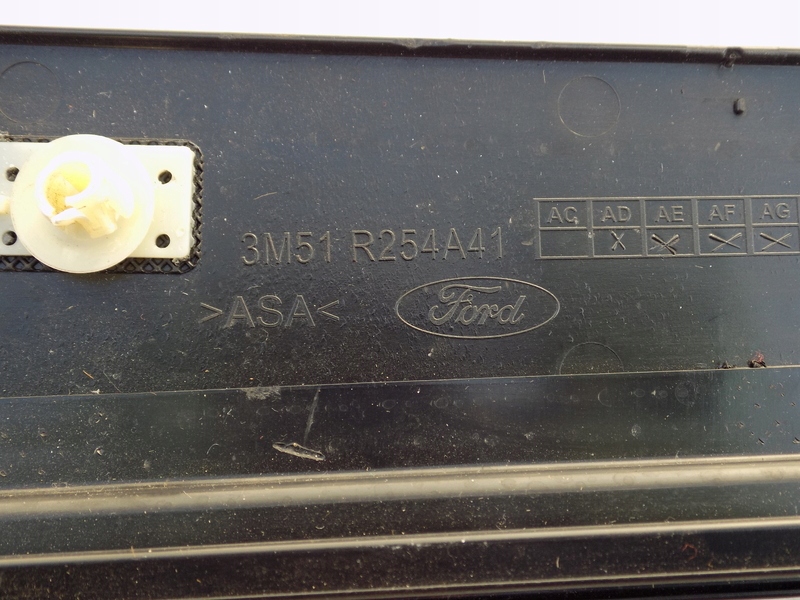 AC AD AE AF AG
X X X X
3M51 R254A41
>ASA< Ford